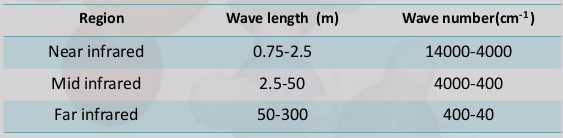 Region Wave length (m) Wave number(cm-1)
Near infrared 0.75-2.5 14000-4000
Mid infrared 2.5-50 4000-400
Far infrared 50-300 400-40